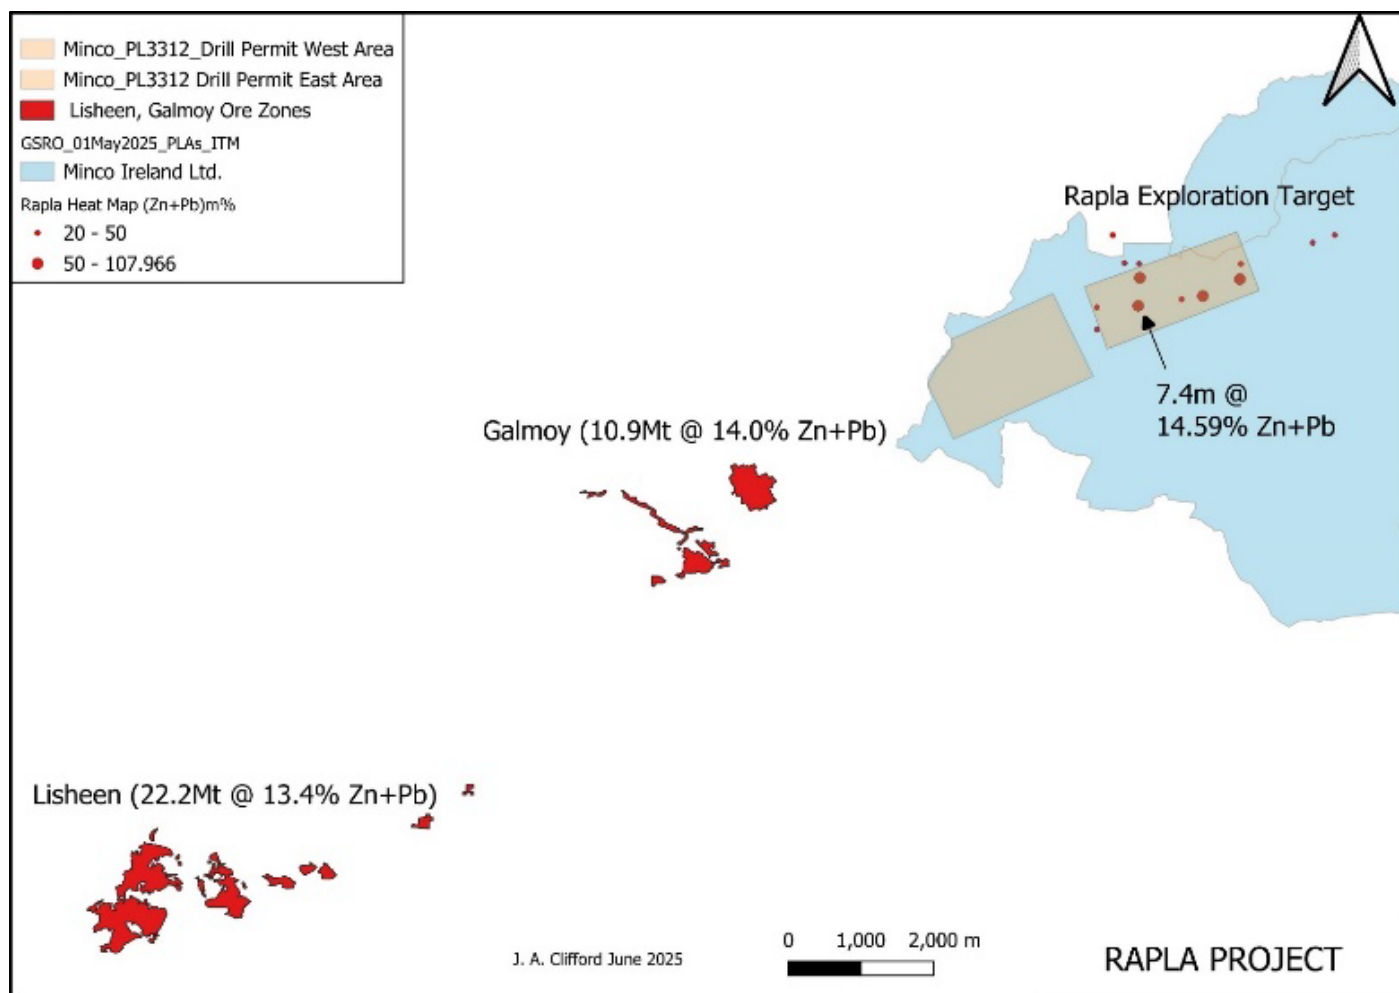 Minco_PL3312_Drill Permit West Area
Minco_PL3312 Drill Permit East Area
Lisheen, Galmoy Ore Zones
GSRO_01May2025_PLAs_ITM
Minco Ireland Ltd.
Rapla Heat Map (Zn+Pb)m%
20 - 50
50 - 107.966
Rapla Exploration Target
7.4m @
14.59% Zn+Pb
Galmoy (10.9Mt @ 14.0% Zn+Pb)
Lisheen (22.2Mt @ 13.4% Zn+Pb)
J. A. Clifford June 2025
0 1,000 2,000 m
RAPLA PROJECT